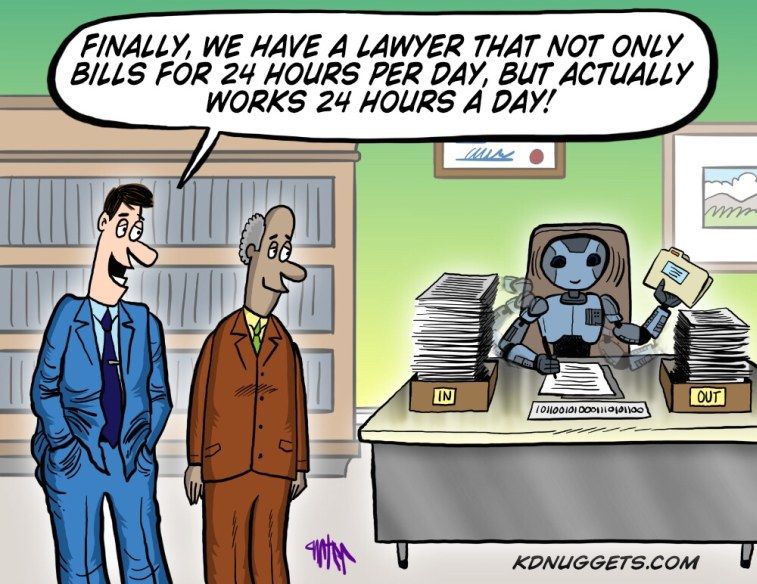 FINALLY, WE HAVE A LAWYER THAT NOT ONLY
BILLS FOR 24 HOURS PER DAY, BUT ACTUALLY
WORKS 24 HOURS A DAY!
IN
OUT
KDNUGGETS.COM